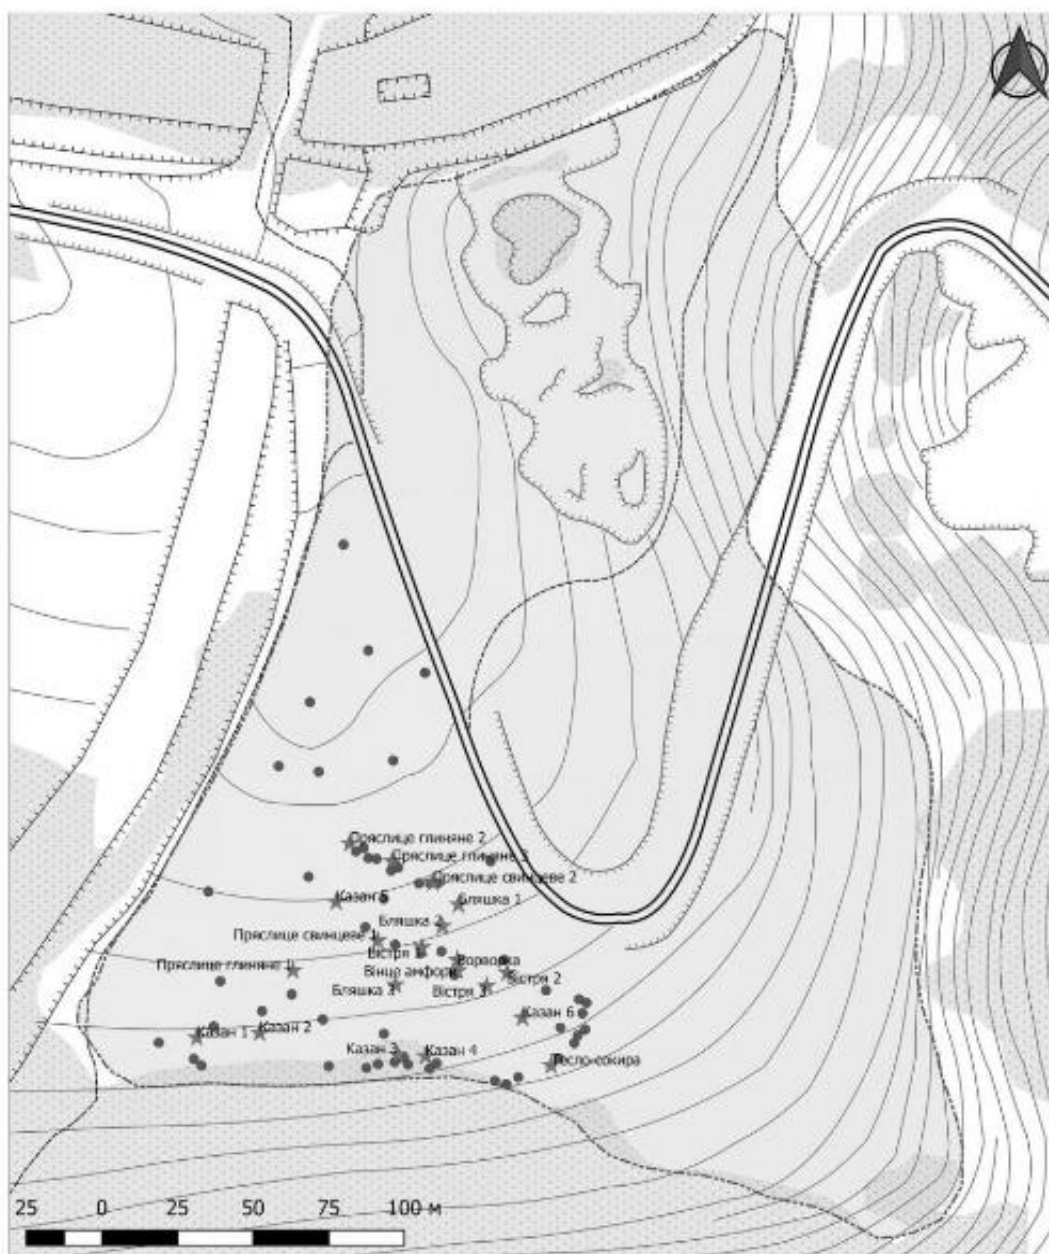 Пряслице глиняне 2
Пряслице глиняне 3
Пряслице свинцеве 2
Казан 5
Бляшка 1
Бляшка 2
Пряслице свинцеве 1
Вістря 1
Ворворка
Пряслице глиняне 1
Вінце амфори
Вістря 2
Бляшка 3
Вістря 3
Казан 6
Казан 1
Казан 2
Казан 3
Казан 4
Тесло-сокира
25 0 25 50 75 100 м